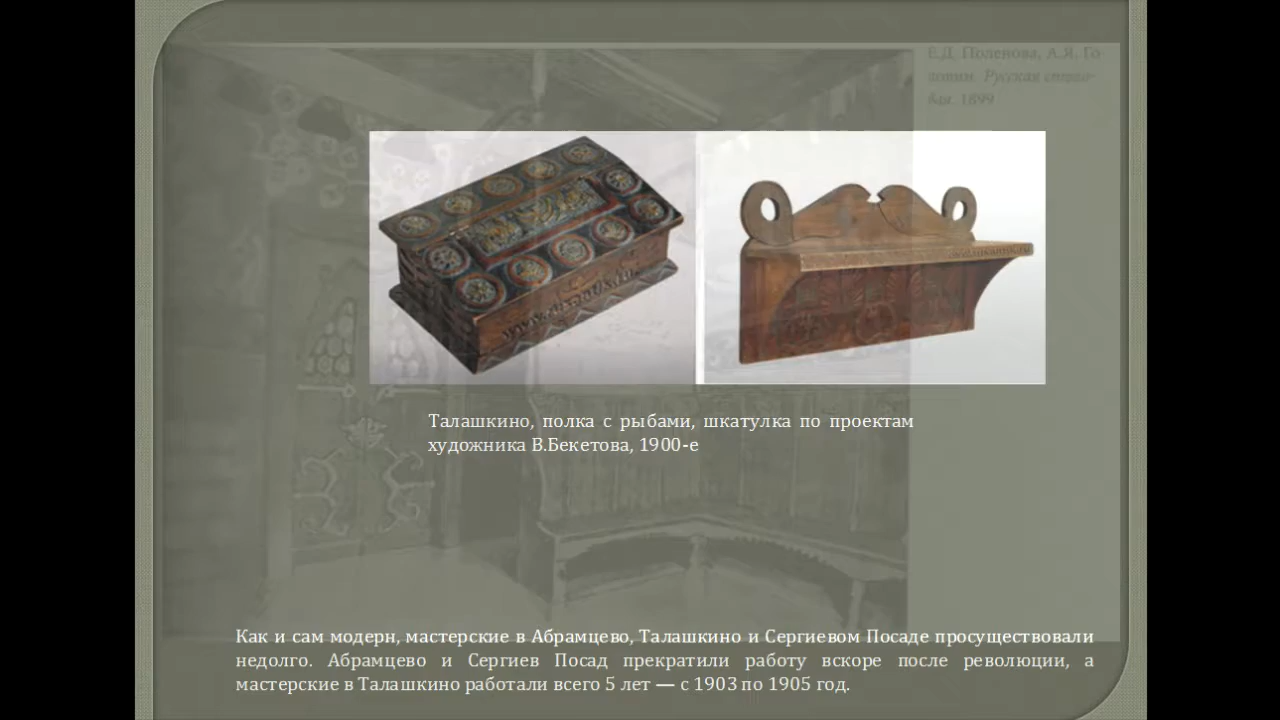 Е.Д. Поленова, А.Я. Го
ловин. Русская столо-
вая. 1899
Талашкино, полка с рыбами, шкатулка по проектам
художника В.Бекетова, 1900-е
Как и сам модерн, мастерские в Абрамцево, Талашкино и Сергиевом Посаде просуществовали
недолго. Абрамцево и Сергиев Посад прекратили работу вскоре после революции, а
мастерские в Талашкино работали всего 5 лет — с 1903 по 1905 год.